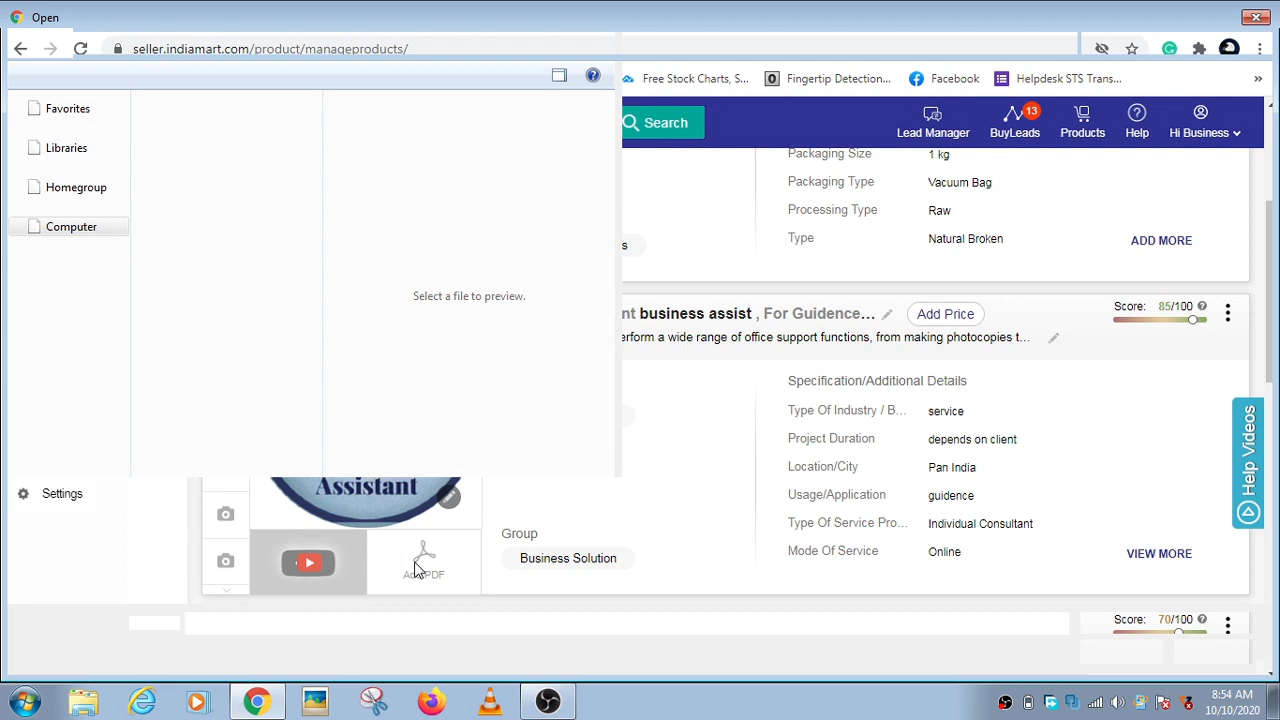 Open
seller.indiamart.com/product/manageproducts/
Free Stock Charts, S...
Fingertip Detection...
Facebook
Helpdesk STS Trans...
»
Favorites
Libraries
Homegroup
Computer
Select a file to preview.
Search
Lead Manager
13
BuyLeads
Products
Help
Hi Business
Packaging Size 1 kg
Packaging Type Vacuum Bag
Processing Type Raw
Type Natural Broken
ADD MORE
s
nt business assist , For Guidence...
Add Price
Score: 85/100
erform a wide range of office support functions, from making photocopies t...
Specification/Additional Details
Type Of Industry / B... service
Project Duration depends on client
Location/City Pan India
Usage/Application guidence
Type Of Service Pro... Individual Consultant
Mode Of Service Online
VIEW MORE
Help Videos
Settings
Assistant
Add PDF
Group
Business Solution
Score: 70/100
8:54 AM
10/10/2020